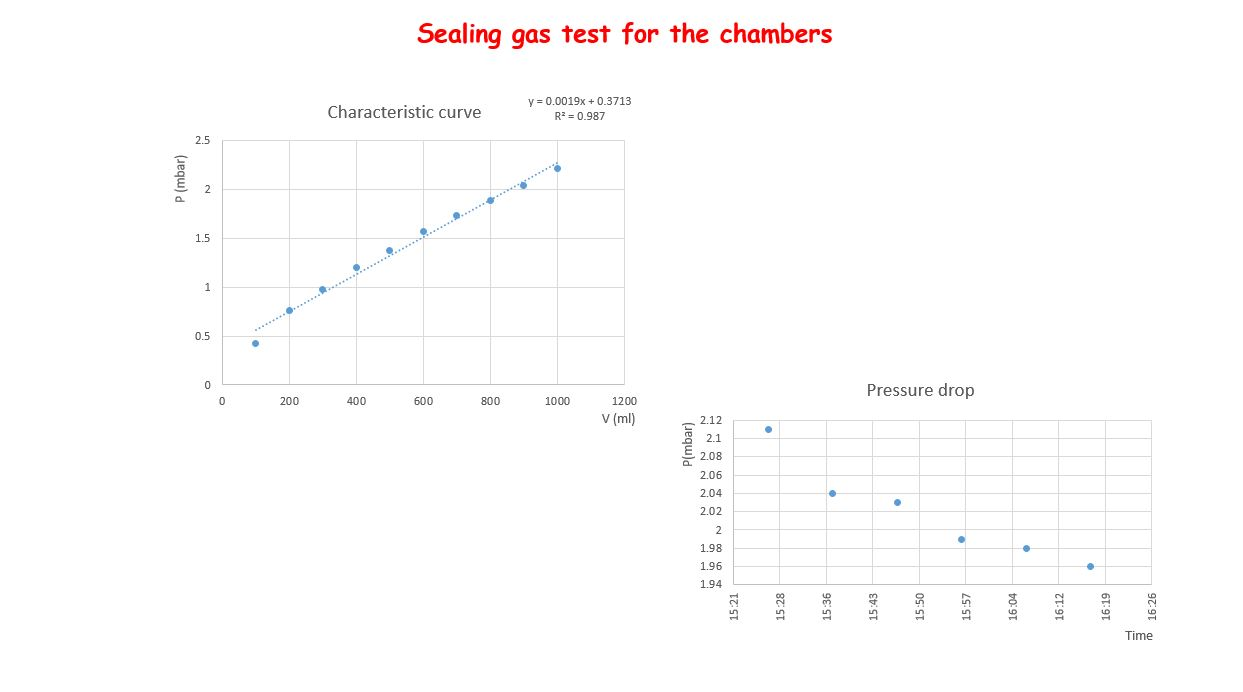 Sealing gas test for the chambers
Characteristic curve
y = 0.0019x + 0.3713
R² = 0.987
P (mbar)
2.5
2
1.5
1
0.5
0
0 200 400 600 800 1000 1200
V (ml)
Pressure drop
P(mbar)
2.12
2.1
2.08
2.06
2.04
2.02
2
1.98
1.96
1.94
15:21 15:28 15:36 15:43 15:50 15:57 16:04 16:12 16:19 16:26
Time